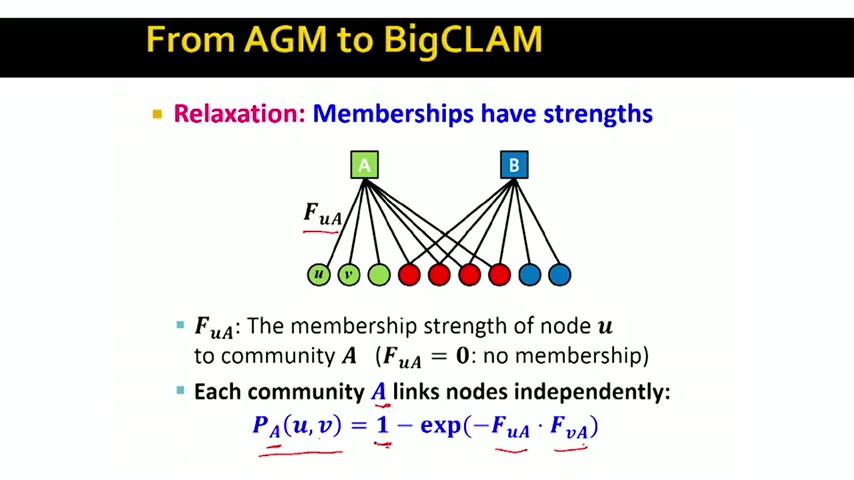 From AGM to BigCLAM
Relaxation: Memberships have strengths
A B
F_{uA}
u v
F_{uA}: The membership strength of node u
to community A (F_{uA} = 0: no membership)
Each community A links nodes independently:
P_A(u, v) = 1 − exp(−F_{uA} · F_{vA})